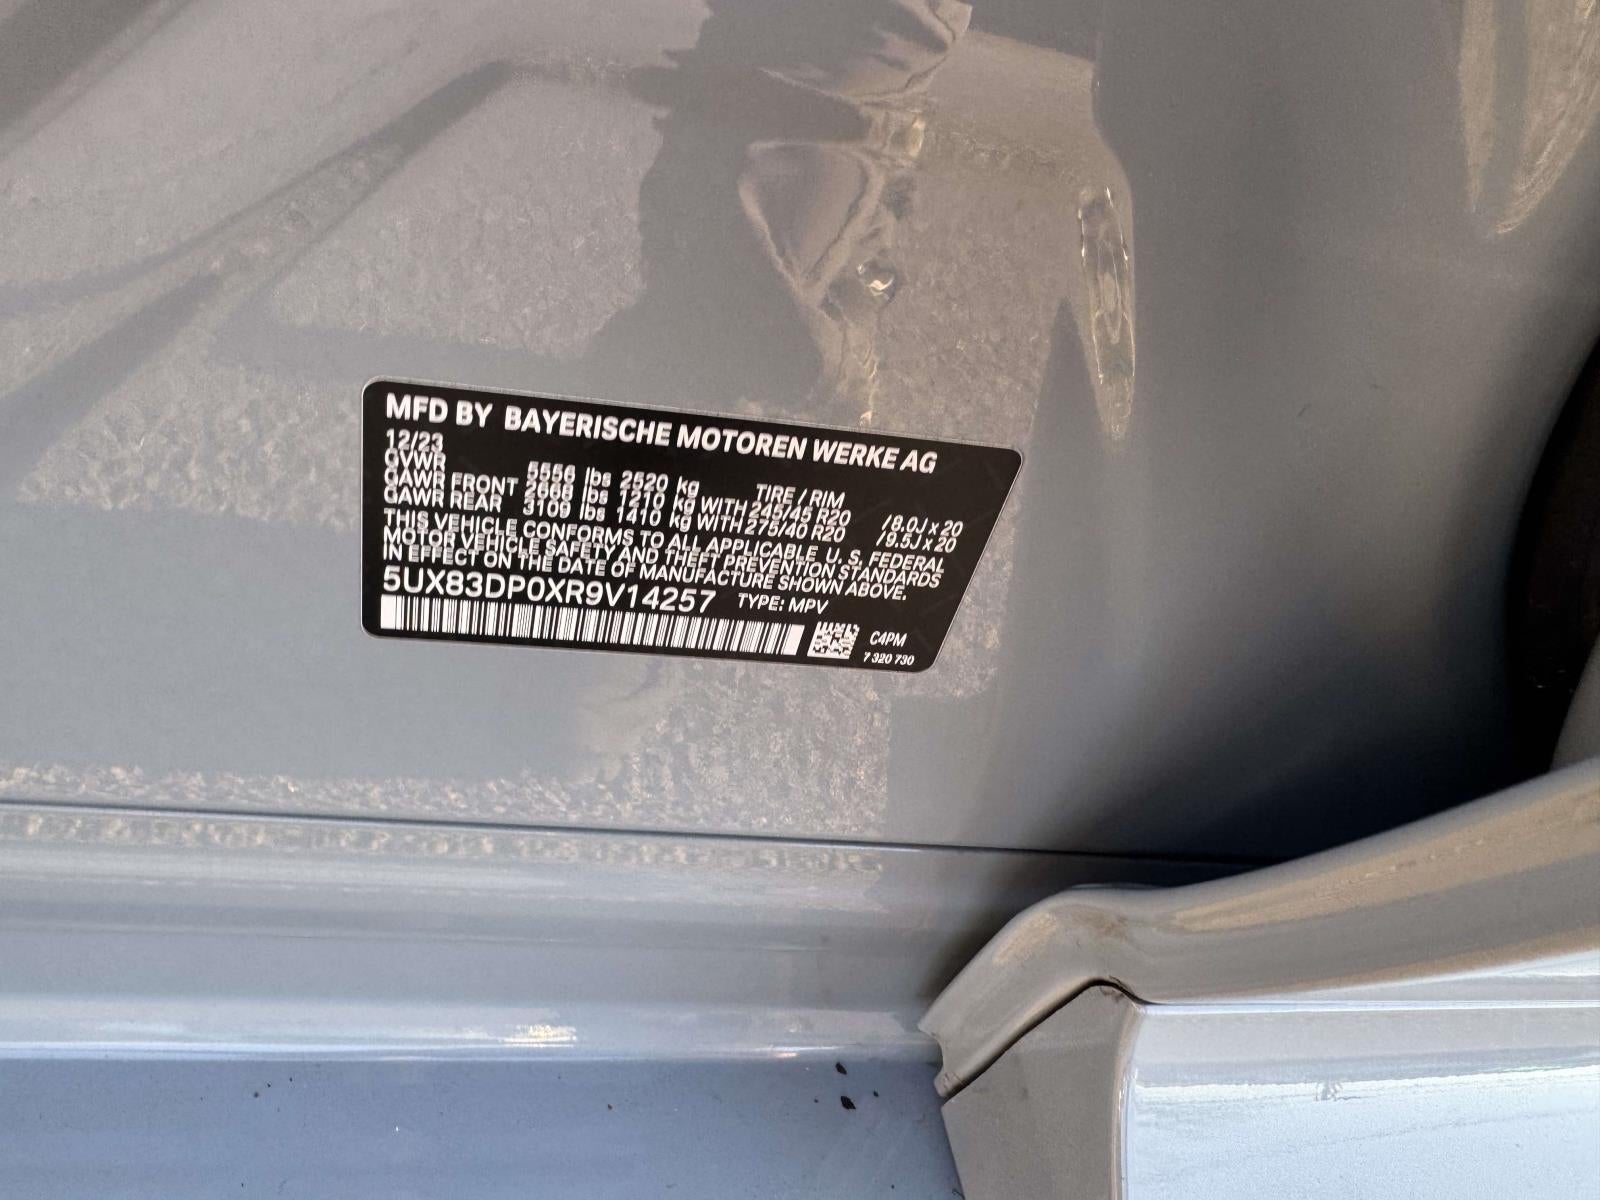 MFD BY BAYERISCHE MOTOREN WERKE AG
12/23
GVWR 5556 lbs 2520 kg TIRE / RIM
GAWR FRONT 2668 lbs 1210 kg WITH 245/45 R20 / 8.0J x 20
GAWR REAR 3109 lbs 1410 kg WITH 275/40 R20 / 9.5J x 20
THIS VEHICLE CONFORMS TO ALL APPLICABLE U. S. FEDERAL
MOTOR VEHICLE SAFETY AND THEFT PREVENTION STANDARDS
IN EFFECT ON THE DATE OF MANUFACTURE SHOWN ABOVE.
5UX83DP0XR9V14257 TYPE: MPV
C4PM
7 320 730